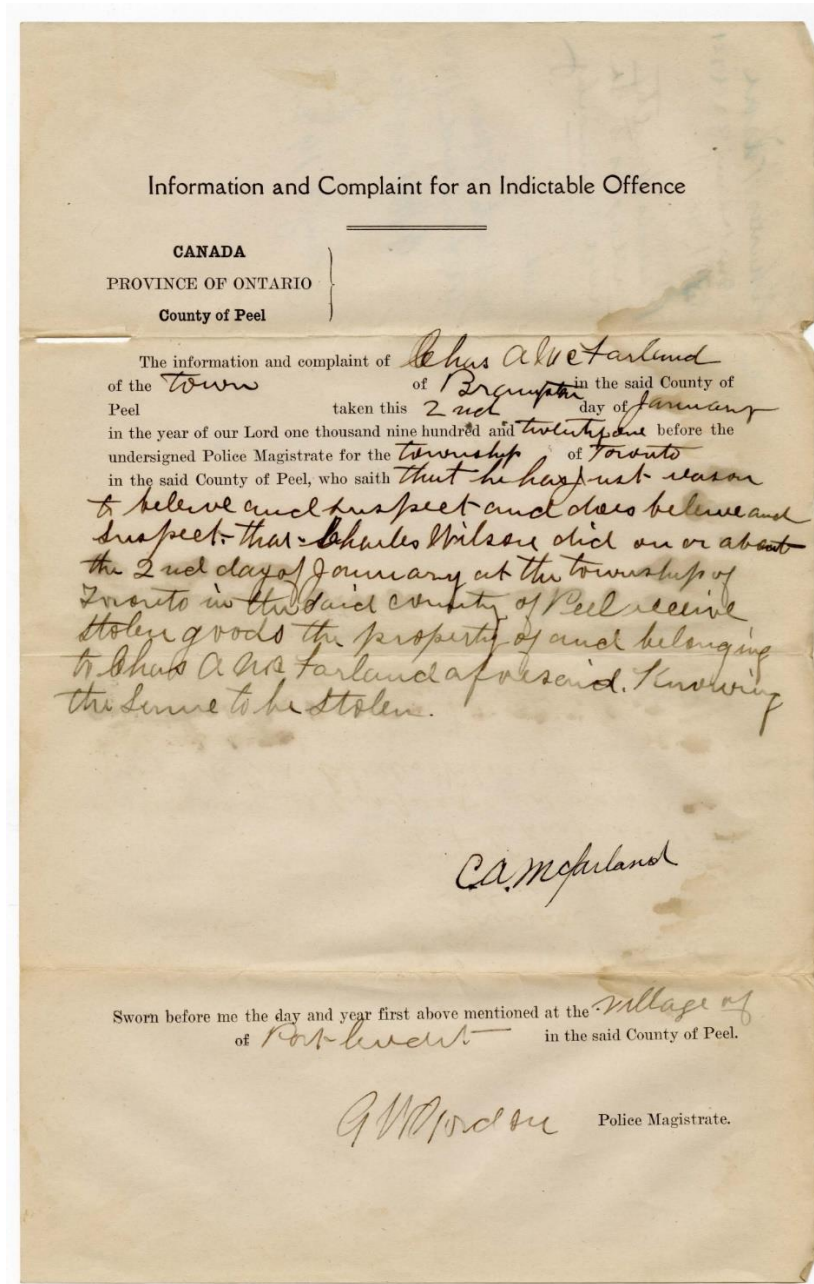 Information and Complaint for an Indictable Offence
CANADA
PROVINCE OF ONTARIO
County of Peel
The information and complaint of Chas A McFarland
of the town of Brampton in the said County of
Peel taken this 2nd day of January
in the year of our Lord one thousand nine hundred and twenty one before the
undersigned Police Magistrate for the township of Toronto
in the said County of Peel, who saith that he has just reason
to beleive and suspect and does beleive and
suspect that Charles Wilson did on or about
the 2nd day of January at the township of
Toronto in the said county of Peel receive
stolen goods the property of and belonging
to Chas A McFarland aforesaid. Knowing
the same to be stolen.
C.A. McFarland
Sworn before me the day and year first above mentioned at the village of
of Port Credit in the said County of Peel.
Gordon Police Magistrate.